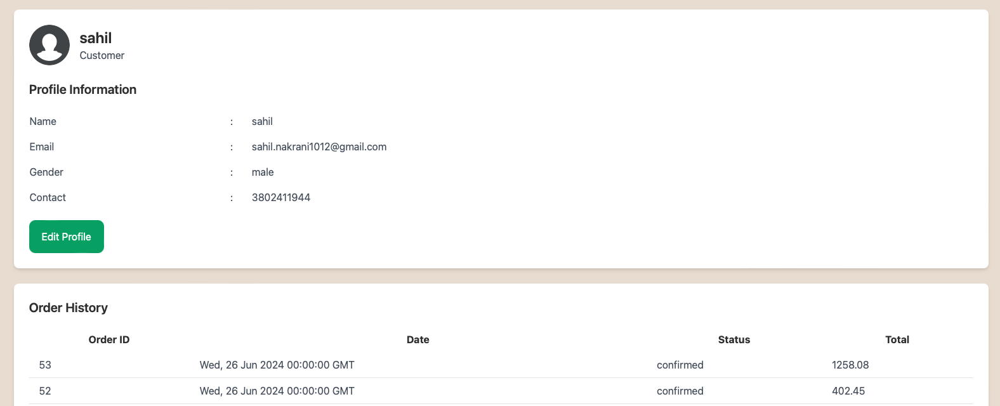 sahil
Customer
Profile Information
Name : sahil
Email : sahil.nakrani1012@gmail.com
Gender : male
Contact : 3802411944
Edit Profile
Order History
Order ID Date Status Total
53 Wed, 26 Jun 2024 00:00:00 GMT confirmed 1258.08
52 Wed, 26 Jun 2024 00:00:00 GMT confirmed 402.45